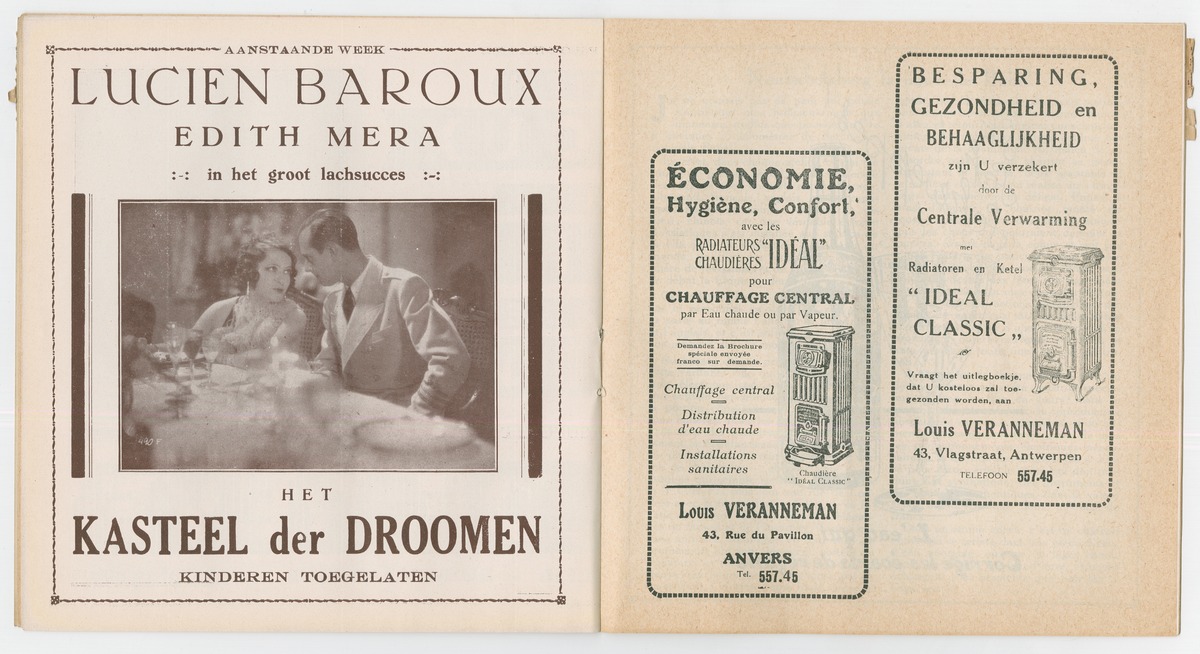 AANSTAANDE WEEK
LUCIEN BAROUX
EDITH MERA
:-: in het groot lachsucces :-:
490 F
HET
KASTEEL der DROOMEN
KINDEREN TOEGELATEN
ÉCONOMIE,
Hygiène, Confort,
avec les
RADIATEURS
CHAUDIÈRES "IDÉAL"
pour
CHAUFFAGE CENTRAL
par Eau chaude ou par Vapeur.
Demandez la Brochure
spéciale envoyée
franco sur demande.
Chauffage central
Distribution
d'eau chaude
Installations
sanitaires
Chaudière
"IDÉAL CLASSIC"
Louis VERANNEMAN
43, Rue du Pavillon
ANVERS
Tel. 557.45
BESPARING,
GEZONDHEID en
BEHAAGLIJKHEID
zijn U verzekert
door de
Centrale Verwarming
met
Radiatoren en Ketel
"IDEAL
CLASSIC„
Vraagt het uitlegboekje,
dat U kosteloos zal toe-
gezonden worden, aan
Louis VERANNEMAN
43, Vlagstraat, Antwerpen
TELEFOON 557.45